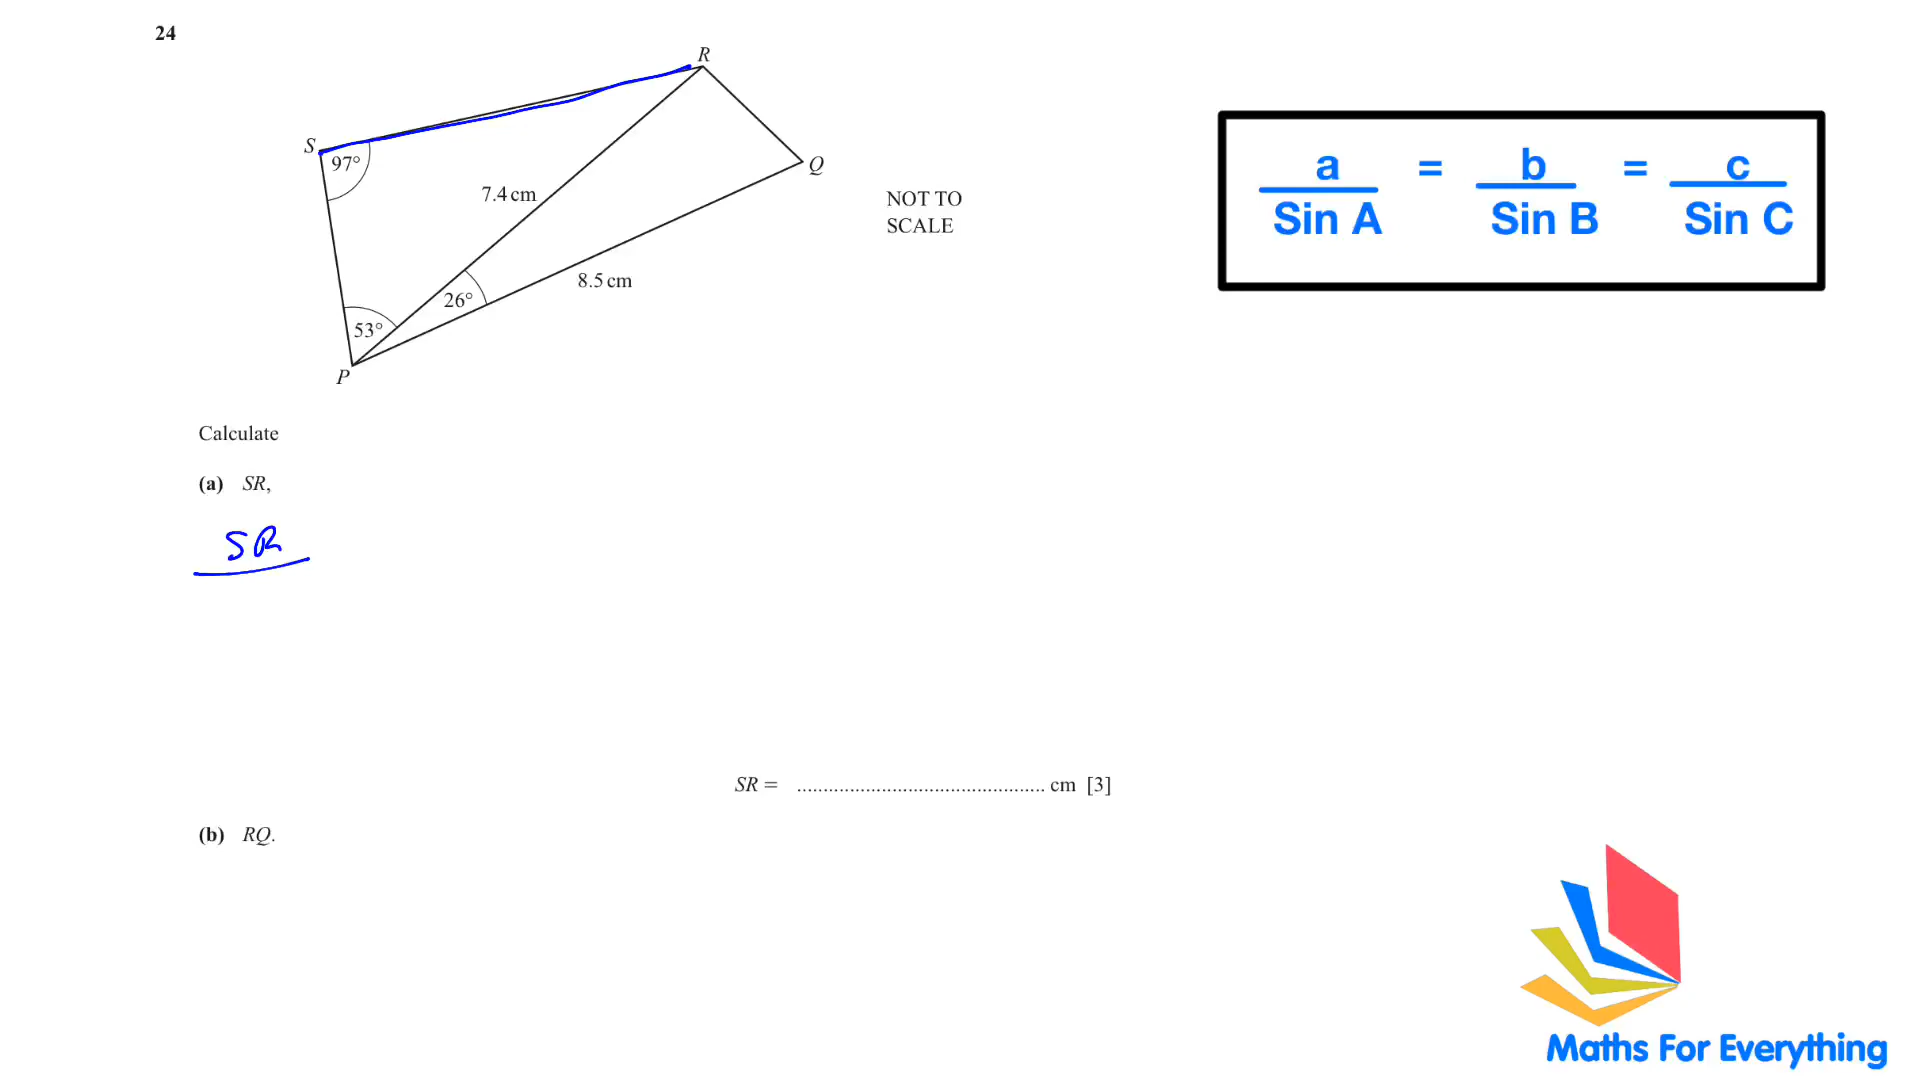 24
R
S
97°
Q
7.4 cm
NOT TO
SCALE
8.5 cm
26°
53°
P
a = b = c
Sin A Sin B Sin C
Calculate
(a) SR,
SR
SR = ............................................... cm [3]
(b) RQ.
Maths For Everything